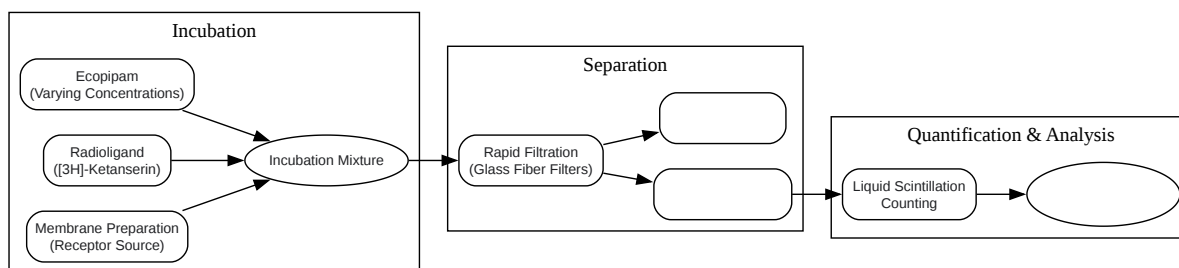 Incubation
Ecopipam
(Varying Concentrations)
Radioligand
([3H]-Ketanserin)
Membrane Preparation
(Receptor Source)
Incubation Mixture
Separation
Rapid Filtration
(Glass Fiber Filters)
Quantification & Analysis
Liquid Scintillation
Counting